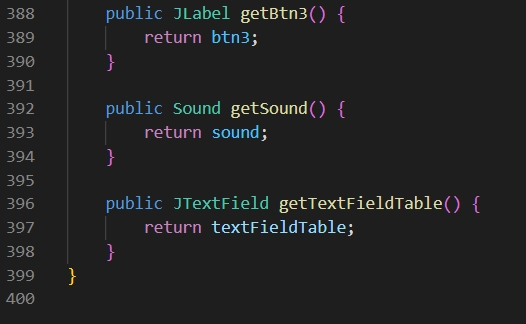 388 public JLabel getBtn3() {
389 return btn3;
390 }
391
392 public Sound getSound() {
393 return sound;
394 }
395
396 public JTextField getTextFieldTable() {
397 return textFieldTable;
398 }
399 }
400